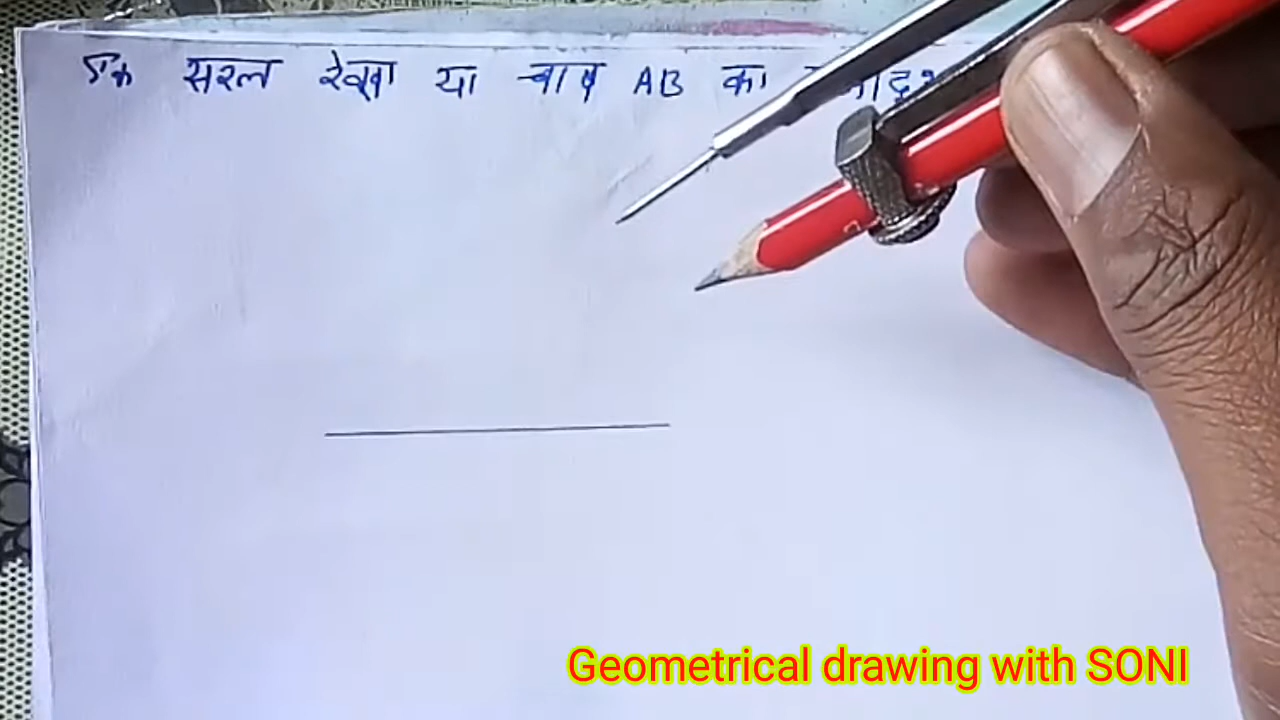 एक सरल रेखा या चाप AB का
Geometrical drawing with SONI